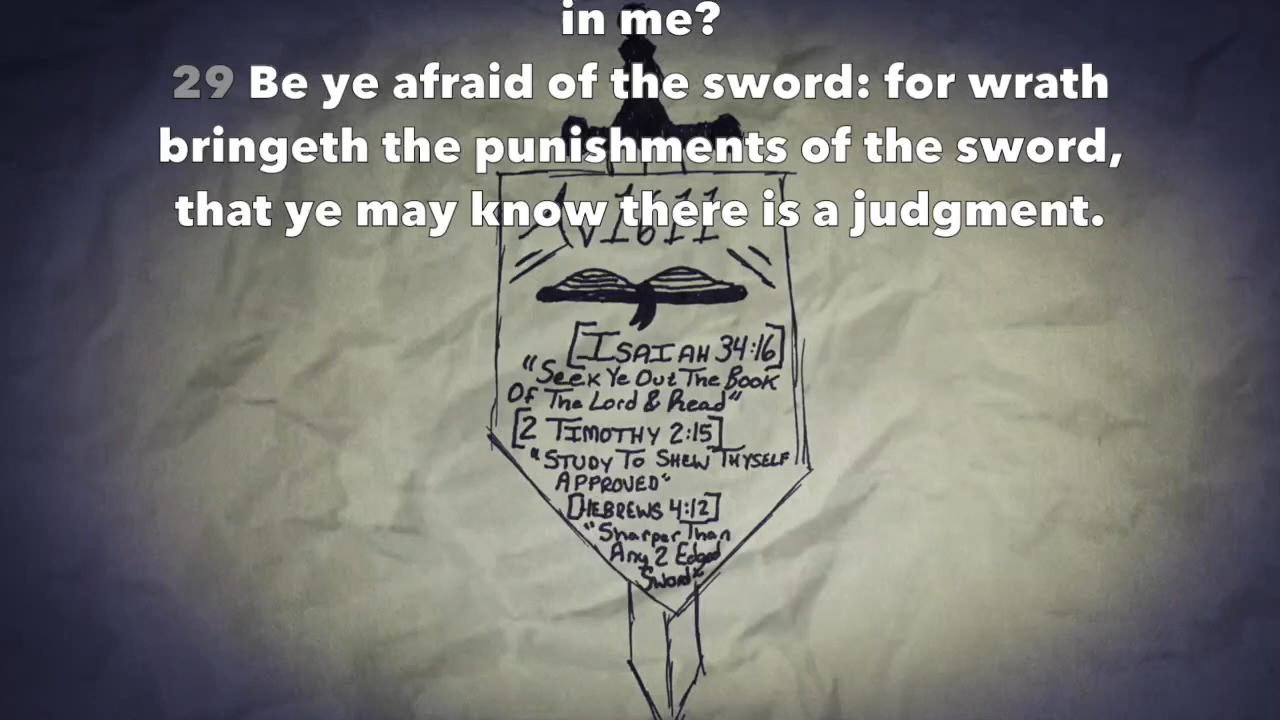 in me?
29 Be ye afraid of the sword: for wrath
bringeth the punishments of the sword,
that ye may know there is a judgment.
V1611
[ISAIAH 34:16]
"Seek Ye Out The Book
Of The Lord & Read"
[2 TIMOTHY 2:15]
"STUDY TO SHEW THYSELF
APPROVED"
[HEBREWS 4:12]
"Sharper Than
Any 2 Edged
Sword"